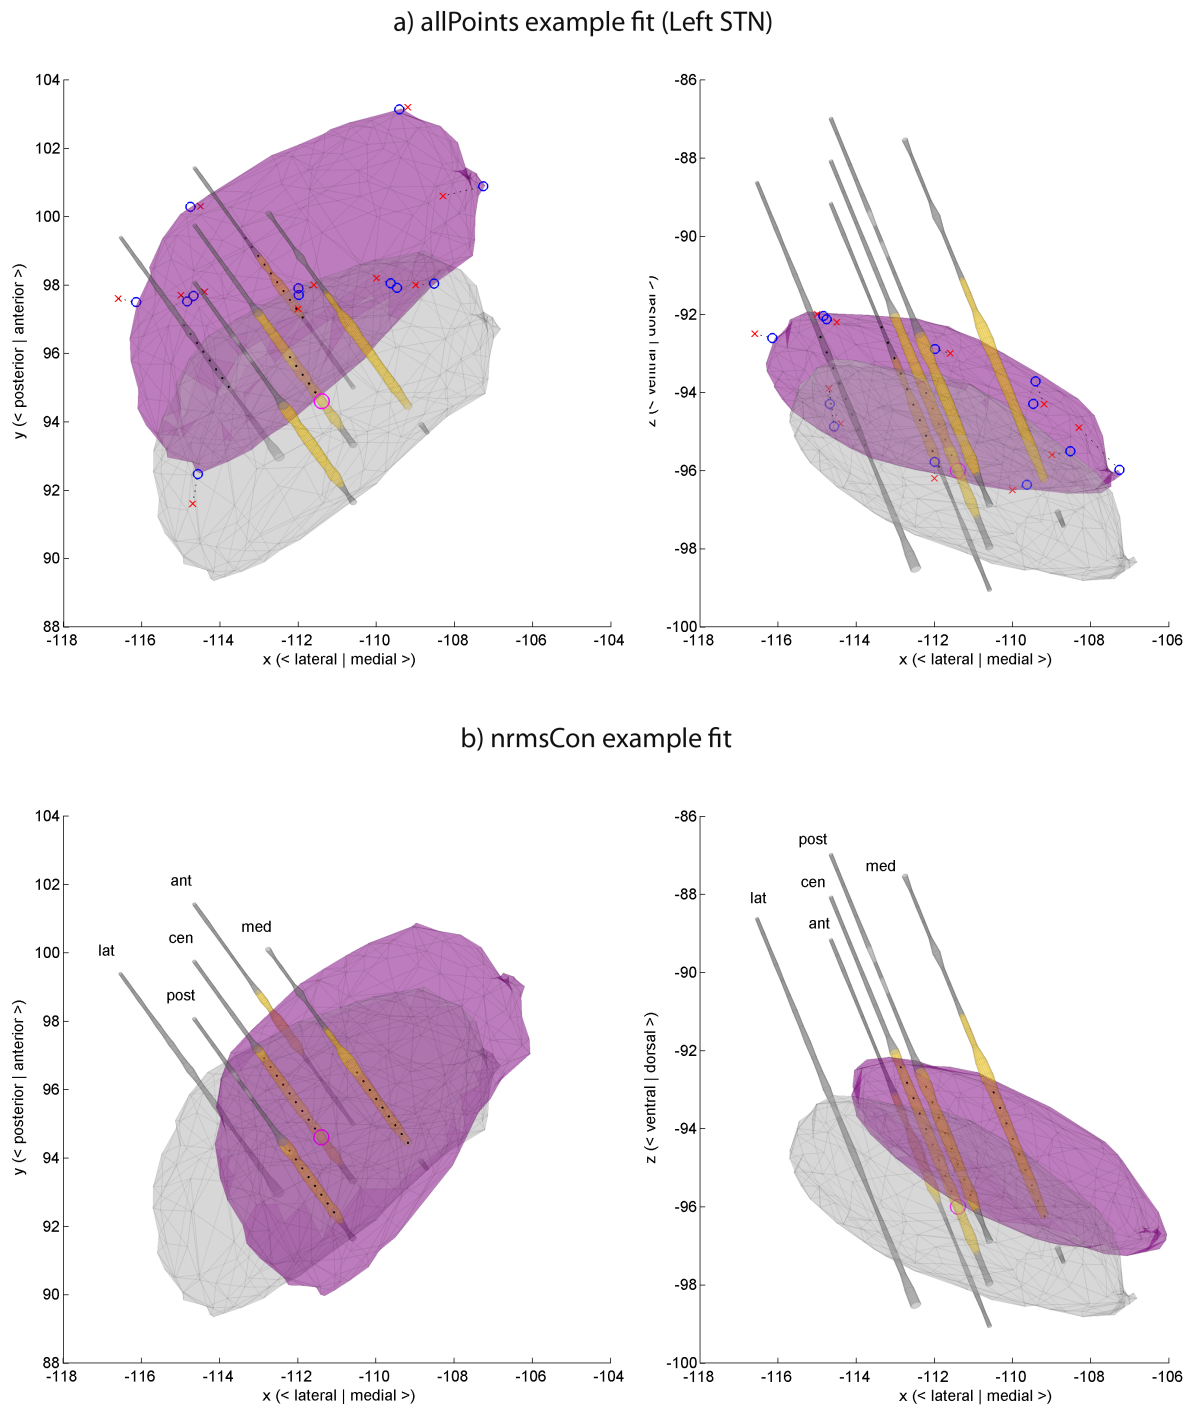 a) allPoints example fit (Left STN)
104
102
100
98
96
94
92
90
88
y (< posterior | anterior >)
-118 -116 -114 -112 -110 -108 -106 -104
x (< lateral | medial >)
-86
-88
-90
-92
-94
-96
-98
-100
z (< ventral | dorsal >)
-118 -116 -114 -112 -110 -108 -106
x (< lateral | medial >)
b) nrmsCon example fit
104
102
100
98
96
94
92
90
88
y (< posterior | anterior >)
ant
med
cen
lat
post
-118 -116 -114 -112 -110 -108 -106 -104
x (< lateral | medial >)
-86
-88
-90
-92
-94
-96
-98
-100
z (< ventral | dorsal >)
post
med
cen
lat
ant
-118 -116 -114 -112 -110 -108 -106
x (< lateral | medial >)